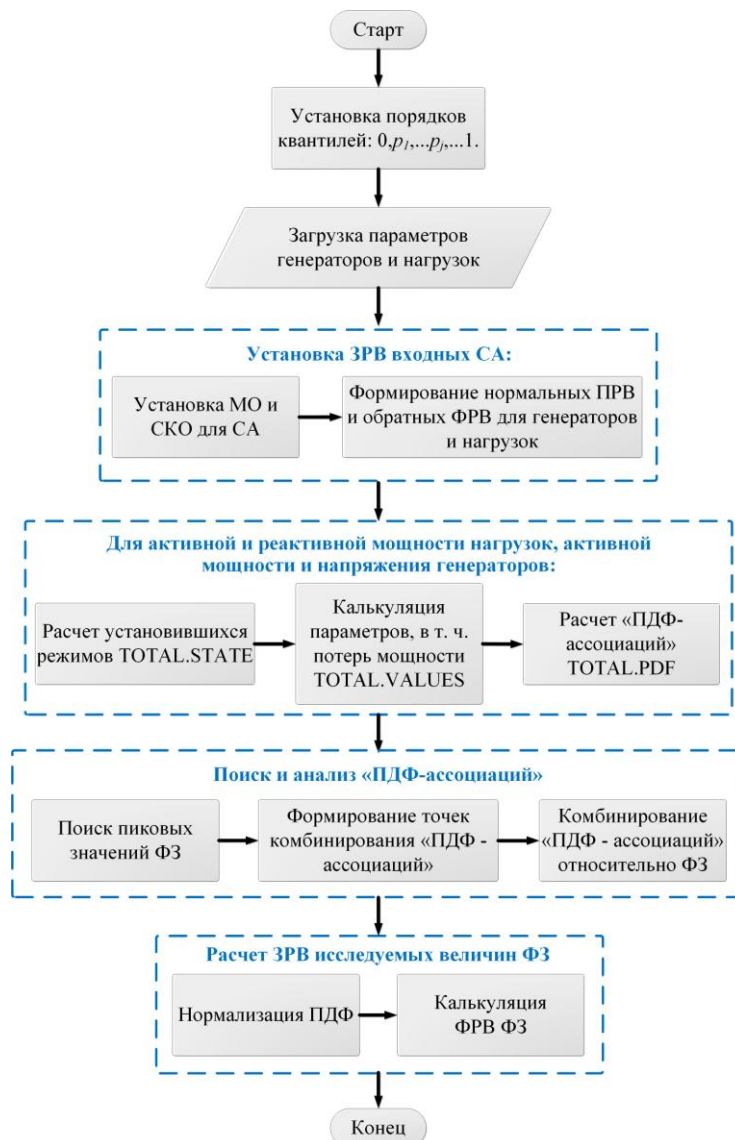 Старт
Установка порядков
квантилей: 0,p₁,...pⱼ,...1.
Загрузка параметров
генераторов и нагрузок
Установка ЗРВ входных СА:
Установка МО и
СКО для СА
Формирование нормальных ПРВ
и обратных ФРВ для генераторов
и нагрузок
Для активной и реактивной мощности нагрузок, активной
мощности и напряжения генераторов:
Расчет установившихся
режимов TOTAL.STATE
Калькуляция
параметров, в т. ч.
потерь мощности
TOTAL.VALUES
Расчет «ПДФ-
ассоциаций»
TOTAL.PDF
Поиск и анализ «ПДФ-ассоциаций»
Поиск пиковых
значений ФЗ
Формирование точек
комбинирования «ПДФ -
ассоциаций»
Комбинирование
«ПДФ - ассоциаций»
относительно ФЗ
Расчет ЗРВ исследуемых величин ФЗ
Нормализация ПДФ
Калькуляция
ФРВ ФЗ
Конец